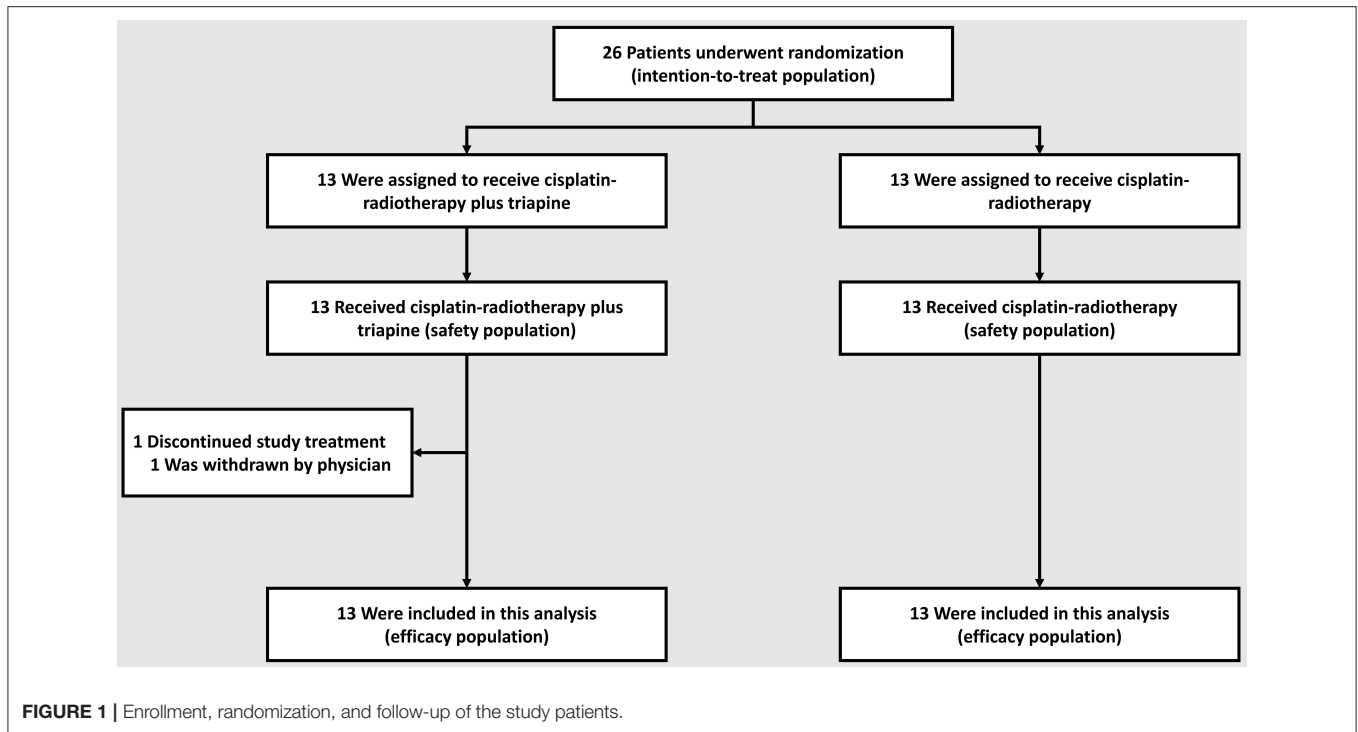 26 Patients underwent randomization
(intention-to-treat population)
13 Were assigned to receive cisplatin-
radiotherapy plus triapine
13 Were assigned to receive cisplatin-
radiotherapy
13 Received cisplatin-radiotherapy plus
triapine (safety population)
13 Received cisplatin-radiotherapy
(safety population)
1 Discontinued study treatment
1 Was withdrawn by physician
13 Were included in this analysis
(efficacy population)
13 Were included in this analysis
(efficacy population)
FIGURE 1 | Enrollment, randomization, and follow-up of the study patients.